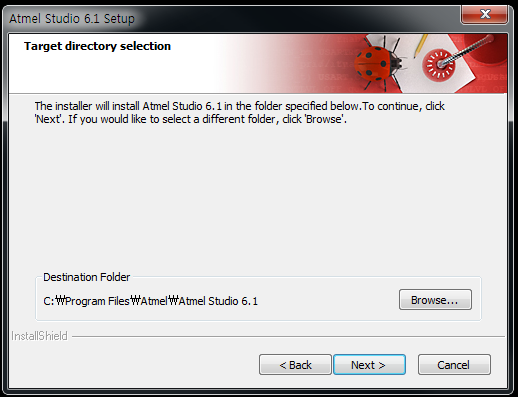 Atmel Studio 6.1 Setup
Target directory selection
The installer will install Atmel Studio 6.1 in the folder specified below.To continue, click
'Next'. If you would like to select a different folder, click 'Browse'.
Destination Folder
C:₩Program Files₩Atmel₩Atmel Studio 6.1
Browse...
InstallShield
< Back
Next >
Cancel